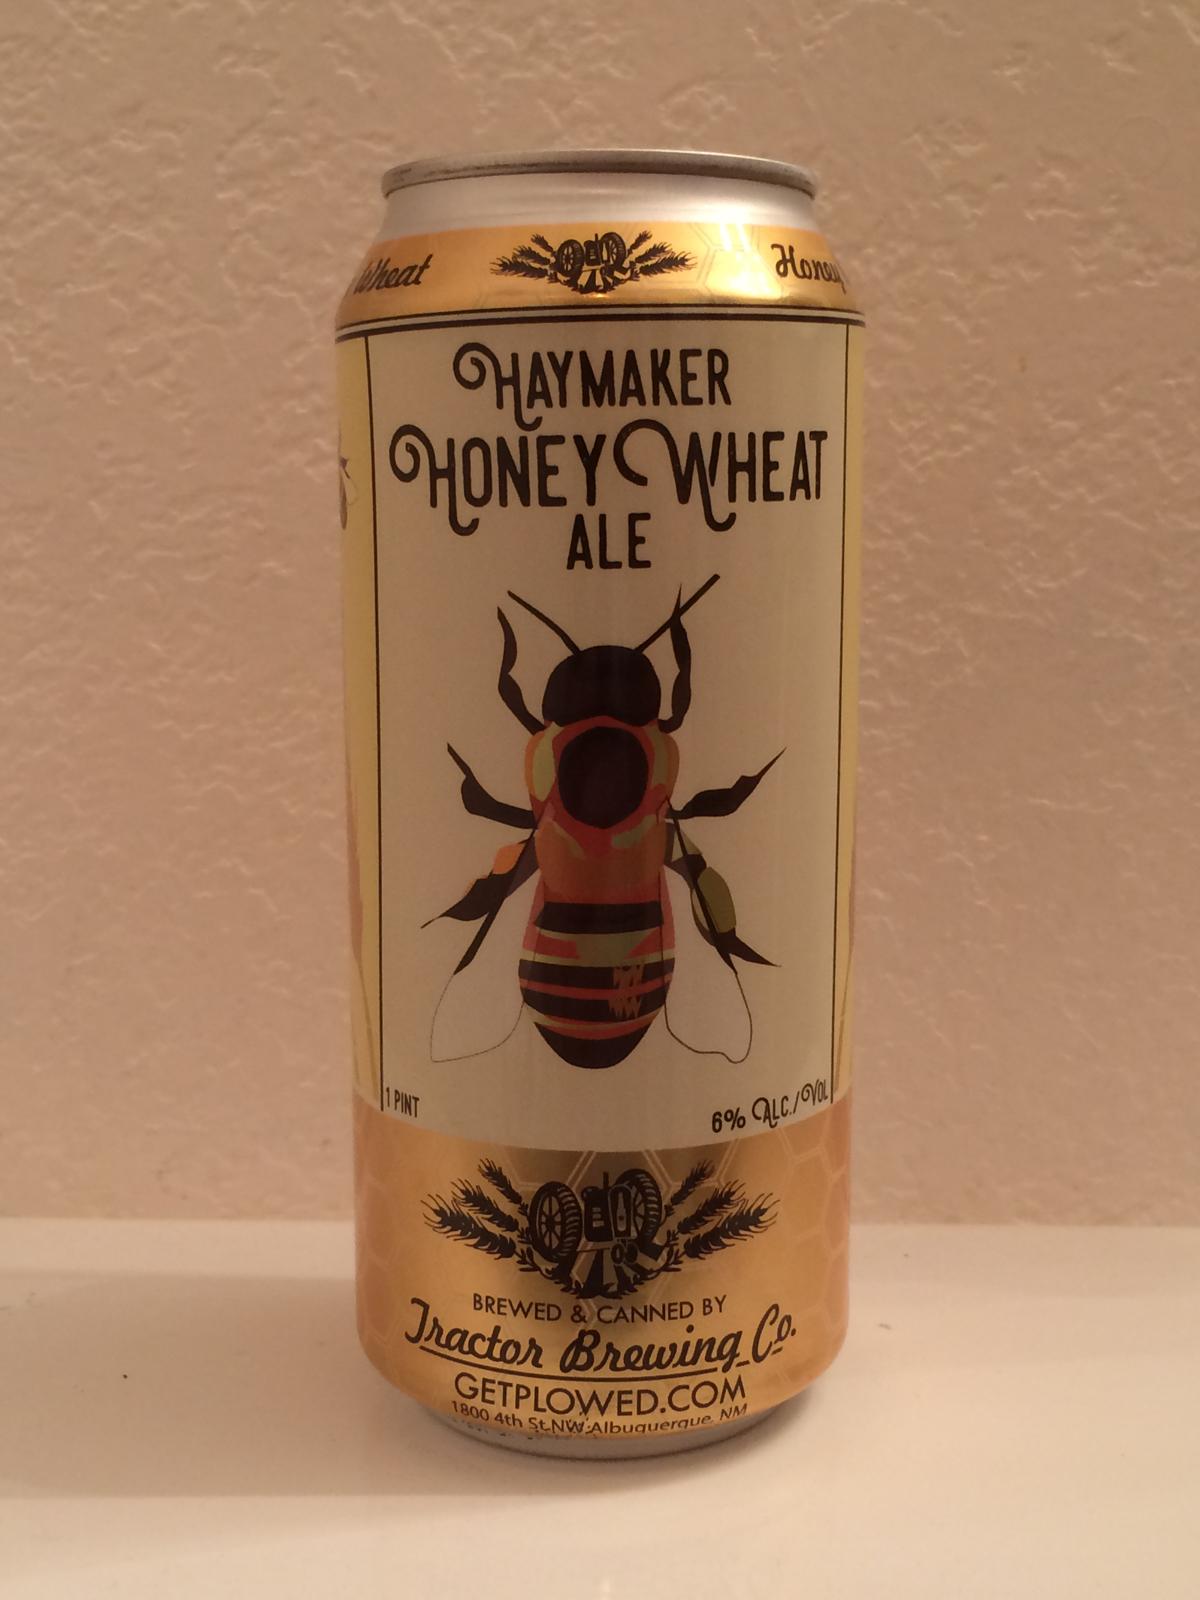 Wheat
Honey
HAYMAKER
HONEY WHEAT
ALE
1 PINT
6% ALC./VOL
BREWED & CANNED BY
Tractor Brewing Co.
GETPLOWED.COM
1800 4th St NW Albuquerque, NM